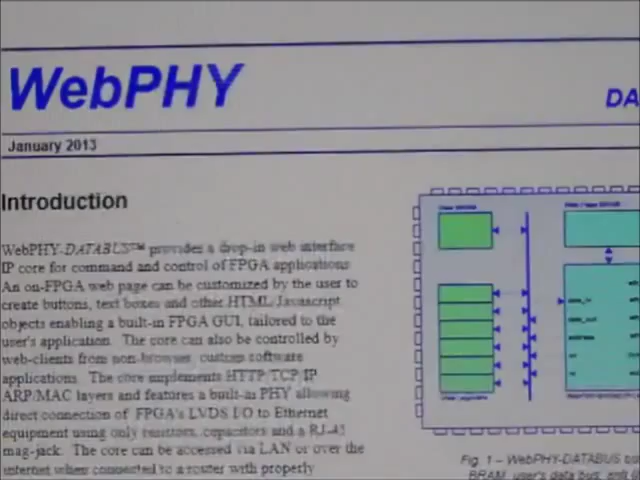 WebPHY
DA
January 2013
Introduction
WebPHY-DATABUS™ provides a drop-in web interface
IP core for command and control of FPGA applications
An on-FPGA web page can be customized by the user to
create buttons, text boxes and other HTML Javascript
objects enabling a built-in FPGA GUI, tailored to the
user's application. The core can also be controlled by
web-clients from non-browser, custom software
applications. The core implements HTTP/TCP/IP
ARP/MAC layers and features a built-in PHY allowing
direct connection of FPGA's LVDS I/O to Ethernet
equipment using only resistors, capacitors and a RJ-45
mag-jack. The core can be accessed via LAN or over the
internet when connected to a router with properly
Fig. 1 – WebPHY-DATABUS
BRAM, user's data bus,